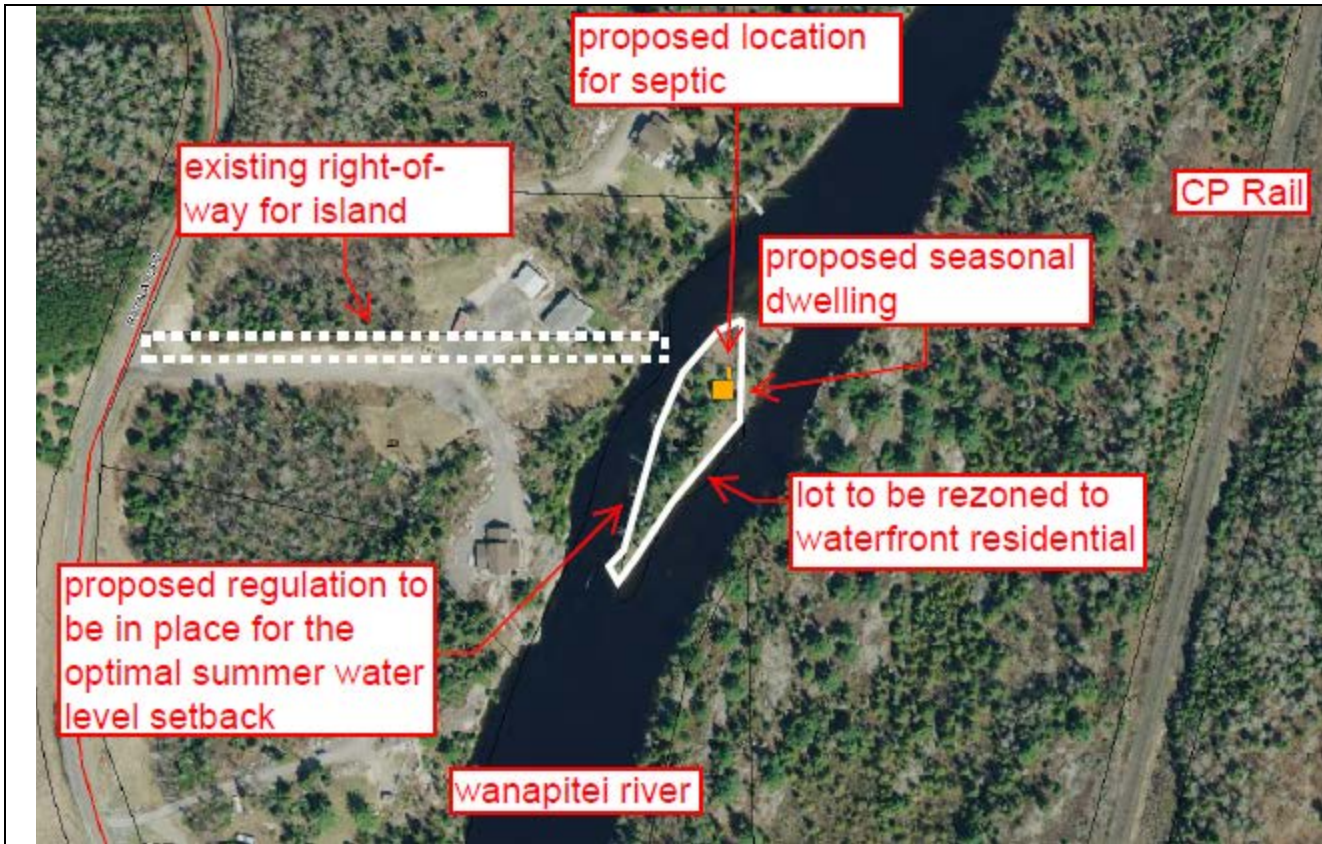 proposed location
for septic
existing right-of-
way for island
CP Rail
proposed seasonal
dwelling
lot to be rezoned to
waterfront residential
proposed regulation to
be in place for the
optimal summer water
level setback
wanapitei river